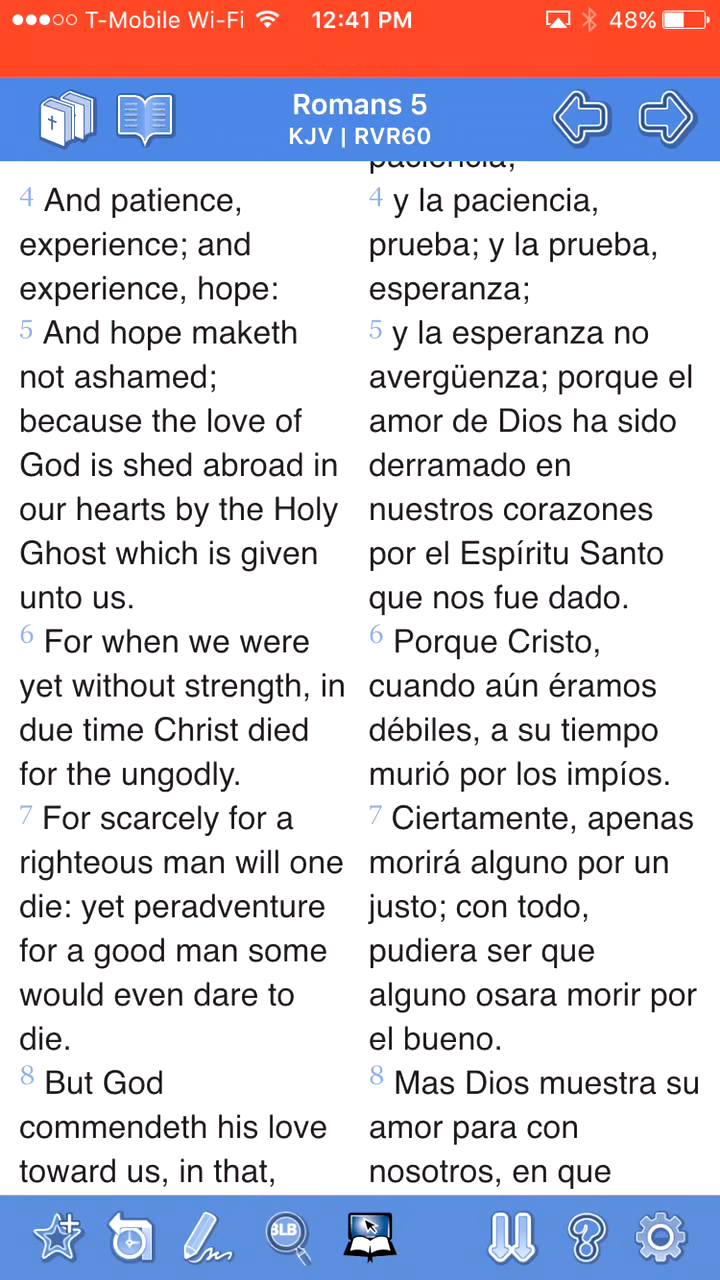 T-Mobile Wi-Fi 12:41 PM 48%
Romans 5
KJV | RVR60
4 And patience,
experience; and
experience, hope:
5 And hope maketh
not ashamed;
because the love of
God is shed abroad in
our hearts by the Holy
Ghost which is given
unto us.
6 For when we were
yet without strength, in
due time Christ died
for the ungodly.
7 For scarcely for a
righteous man will one
die: yet peradventure
for a good man some
would even dare to
die.
8 But God
commendeth his love
toward us, in that,
paciencia,
4 y la paciencia,
prueba; y la prueba,
esperanza;
5 y la esperanza no
avergüenza; porque el
amor de Dios ha sido
derramado en
nuestros corazones
por el Espíritu Santo
que nos fue dado.
6 Porque Cristo,
cuando aún éramos
débiles, a su tiempo
murió por los impíos.
7 Ciertamente, apenas
morirá alguno por un
justo; con todo,
pudiera ser que
alguno osara morir por
el bueno.
8 Mas Dios muestra su
amor para con
nosotros, en que
BLB